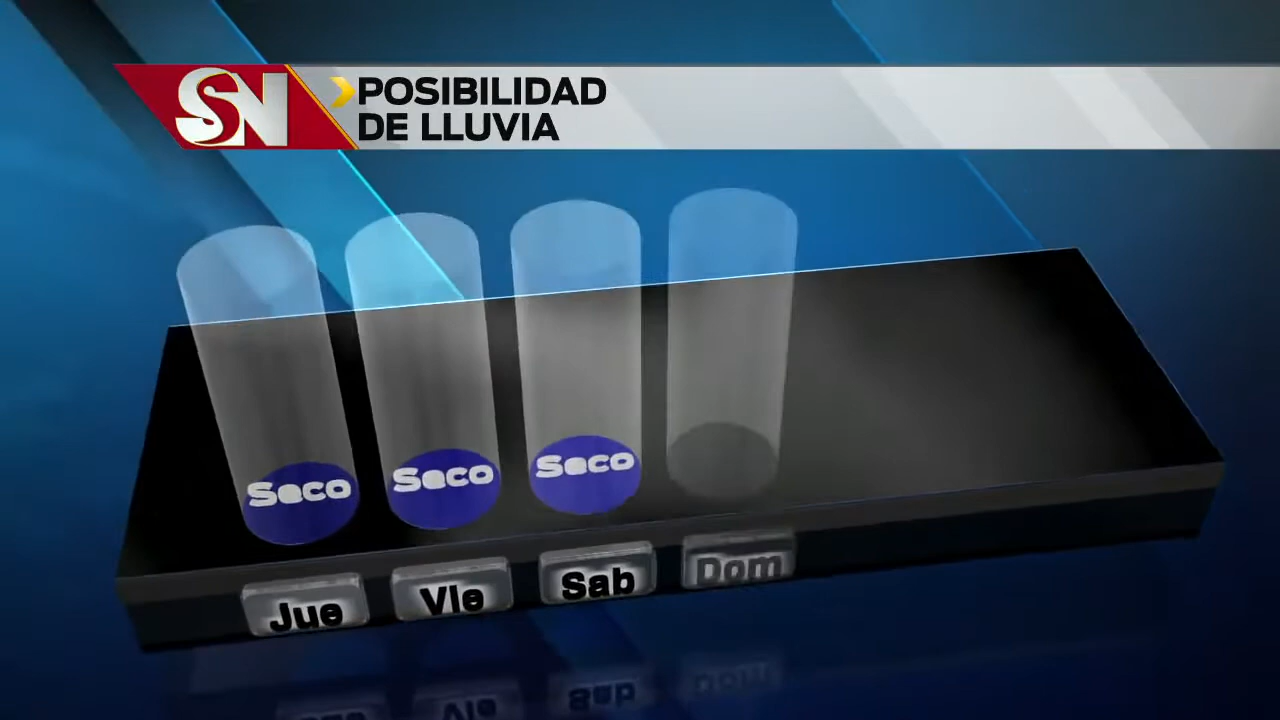 SN
POSIBILIDAD
DE LLUVIA
Seco
Seco
Seco
Jue
Vie
Sab
Dom